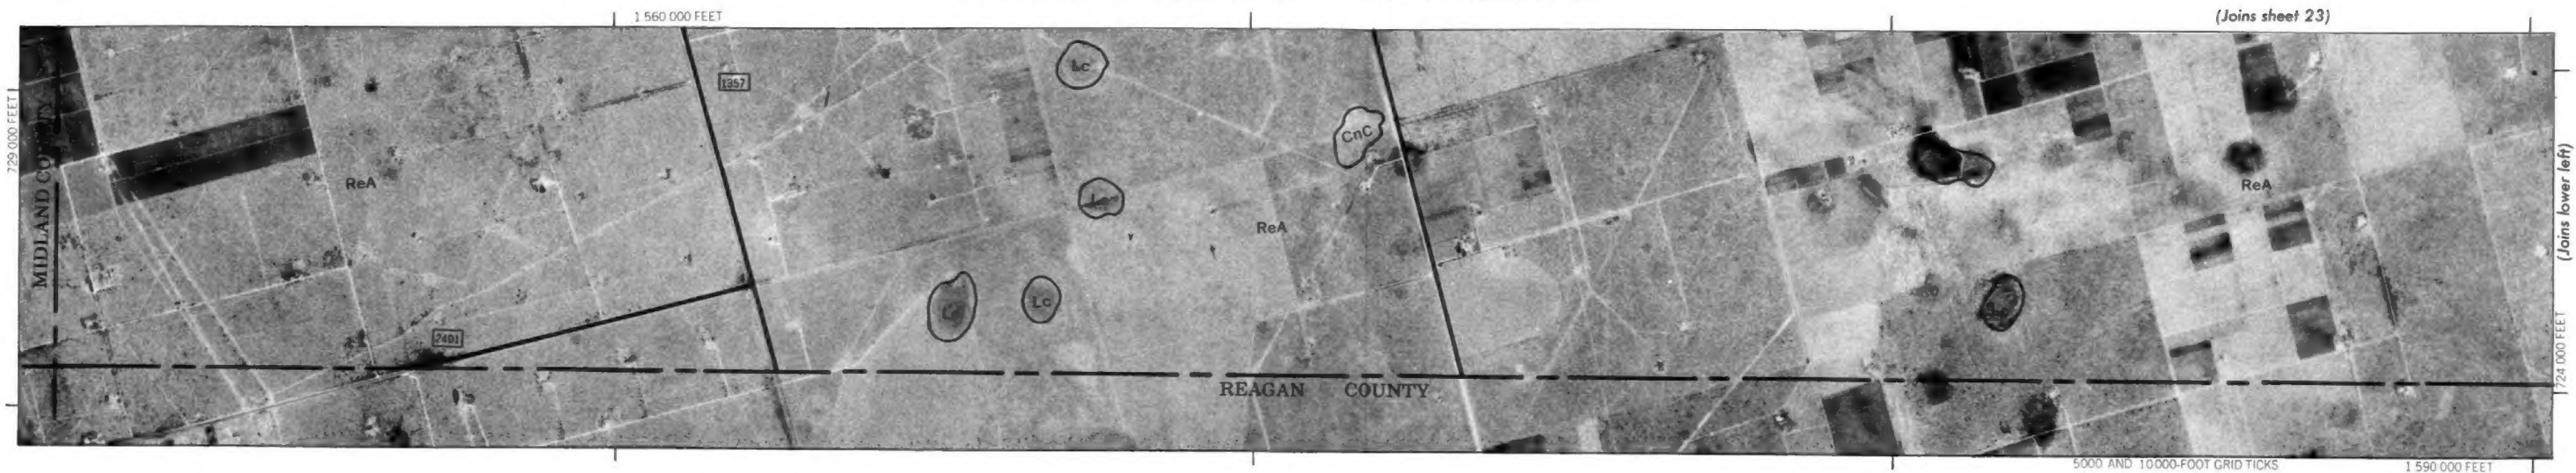 1 560 000 FEET
(Joins sheet 23)
729 000 FEET
MIDLAND
1357
Lc
CnC
ReA
Lc
ReA
ReA
(Joins lower left)
Lc
2401
724 000 FEET
REAGAN COUNTY
5000 AND 10000-FOOT GRID TICKS
1 590 000 FEET